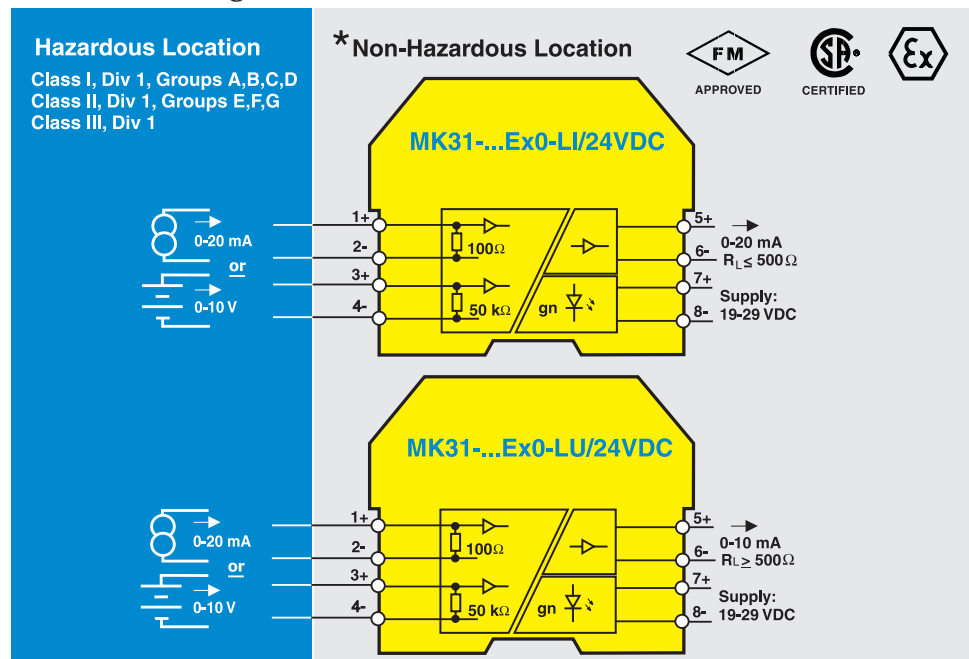 Hazardous Location
Class I, Div 1, Groups A,B,C,D
Class II, Div 1, Groups E,F,G
Class III, Div 1
*Non-Hazardous Location
FM
APPROVED
SA®
CERTIFIED
Ex
MK31-...Ex0-LI/24VDC
0-20 mA
or
0-10 V
1+
2-
3+
4-
100Ω
50 kΩ
gn
5+
0-20 mA
6-
RL≤ 500Ω
7+
Supply:
8-
19-29 VDC
MK31-...Ex0-LU/24VDC
0-20 mA
or
0-10 V
1+
2-
3+
4-
100Ω
50 kΩ
gn
5+
0-10 mA
6-
RL≥ 500Ω
7+
Supply:
8-
19-29 VDC